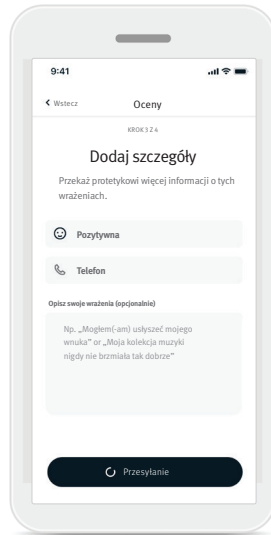 9:41
Wstecz
Oceny
KROK 3 Z 4
Dodaj szczegóły
Przekaż protetykowi więcej informacji o tych
wrażeniach.
Pozytywna
Telefon
Opisz swoje wrażenia (opcjonalnie)
Np. „Mogłem(-am) usłyszeć mojego
wnuka" or „Moja kolekcja muzyki
nigdy nie brzmiała tak dobrze"
Przesyłanie